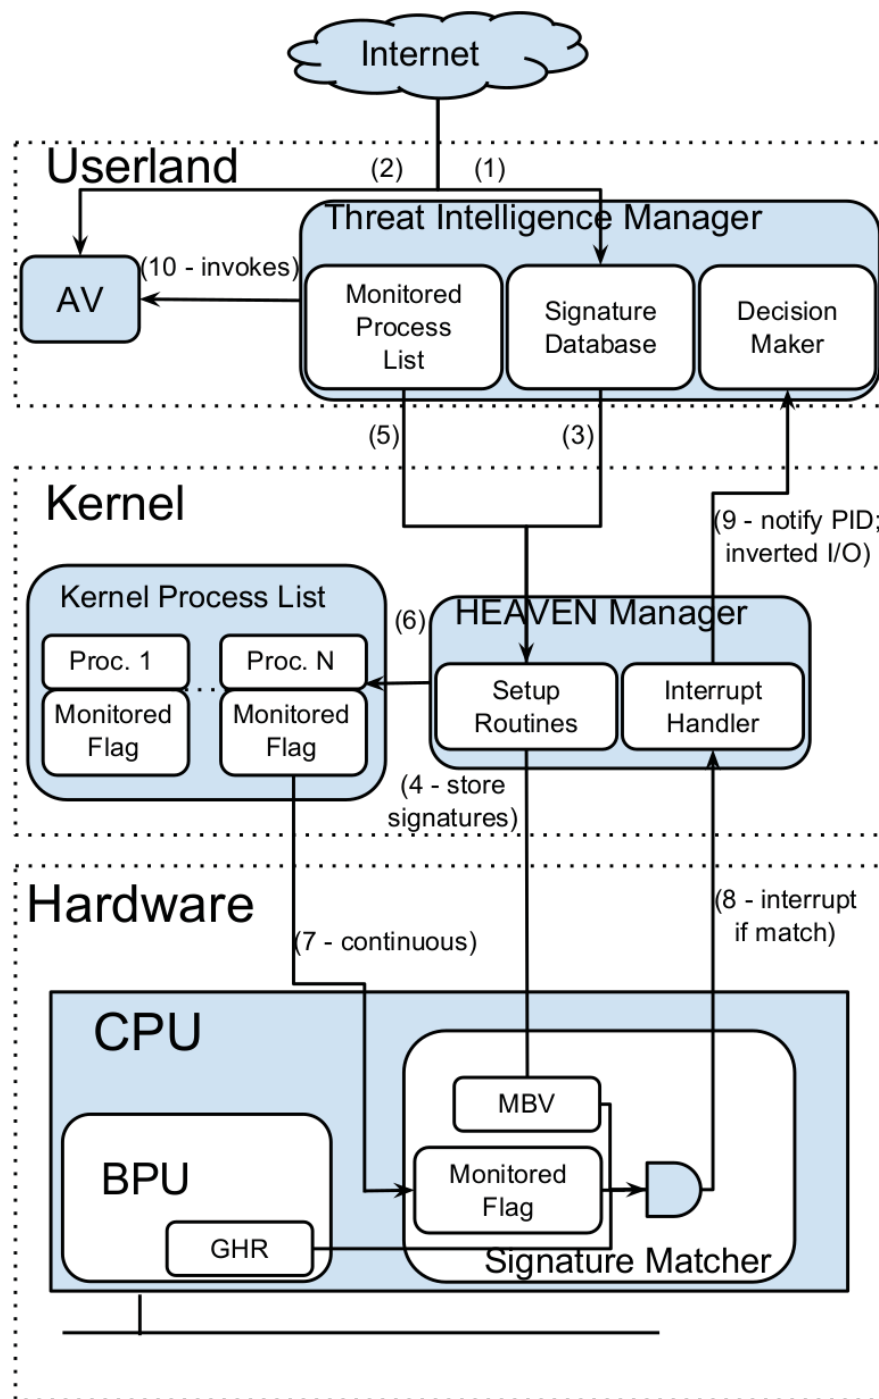 Internet
Userland
(2)
(1)
Threat Intelligence Manager
(10 - invokes)
AV
Monitored
Process
List
Signature
Database
Decision
Maker
(5)
(3)
Kernel
(9 - notify PID;
inverted I/O)
Kernel Process List
(6)
HEAVEN Manager
Proc. 1
Proc. N
Monitored
Flag
Monitored
Flag
Setup
Routines
Interrupt
Handler
(4 - store
signatures)
Hardware
(8 - interrupt
if match)
(7 - continuous)
CPU
MBV
BPU
Monitored
Flag
GHR
Signature Matcher